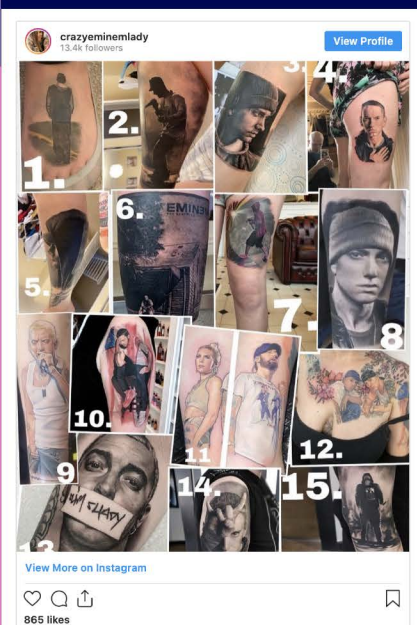 crazyeminemlady
13.4k followers
View Profile
1.
2.
3.
4.
5.
6.
EMINEM
7.
8
9
10.
11
12.
13
I AM SHADY
14.
15.
View More on Instagram
865 likes